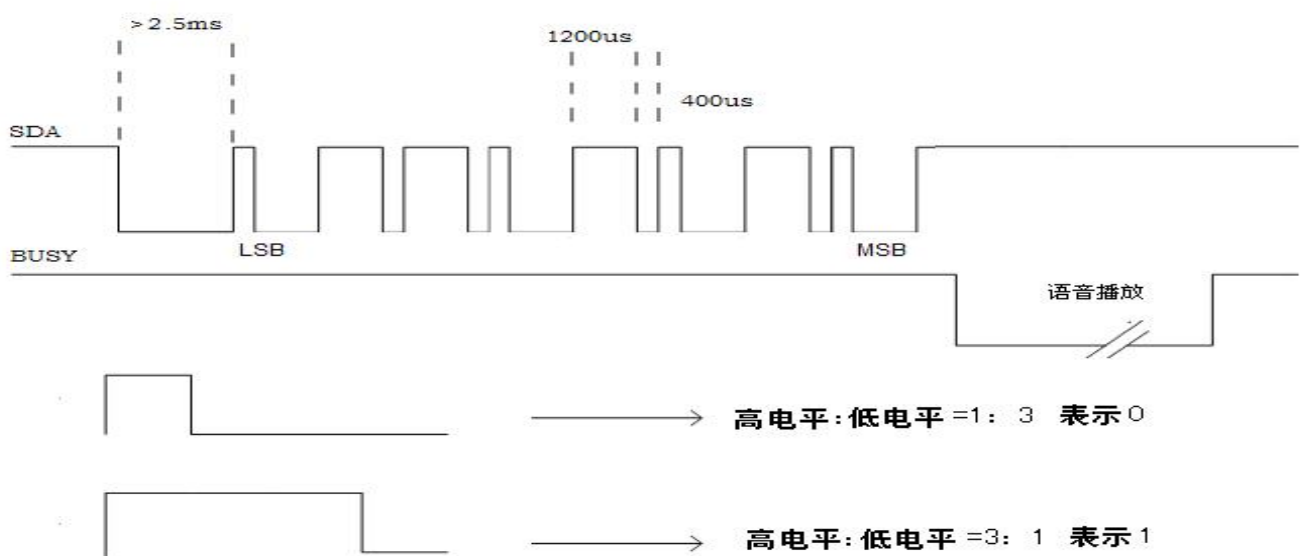 >2.5ms
1200us
400us
SDA
LSB
MSB
BUSY
语音播放
高电平:低电平=1: 3 表示0
高电平:低电平=3: 1 表示1